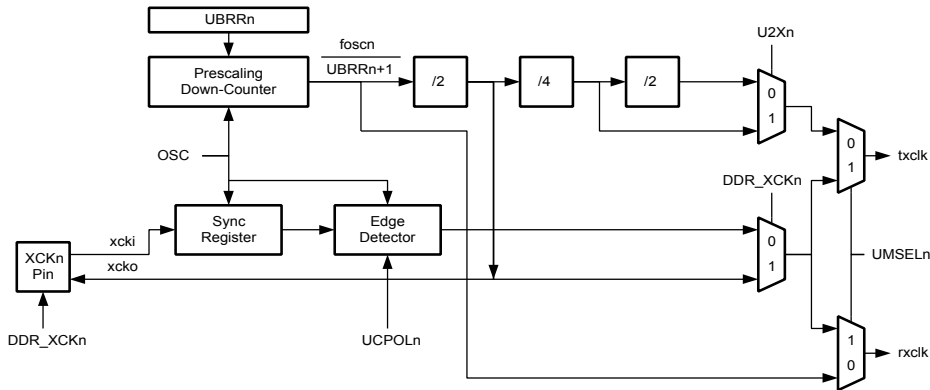 UBRRn
foscn
UBRRn+1
U2Xn
Prescaling
Down-Counter
/2
/4
/2
0
1
OSC
0
1
txclk
DDR_XCKn
xcki
Sync
Register
Edge
Detector
0
1
UMSELn
XCKn
Pin
xcko
DDR_XCKn
UCPOLn
1
0
rxclk